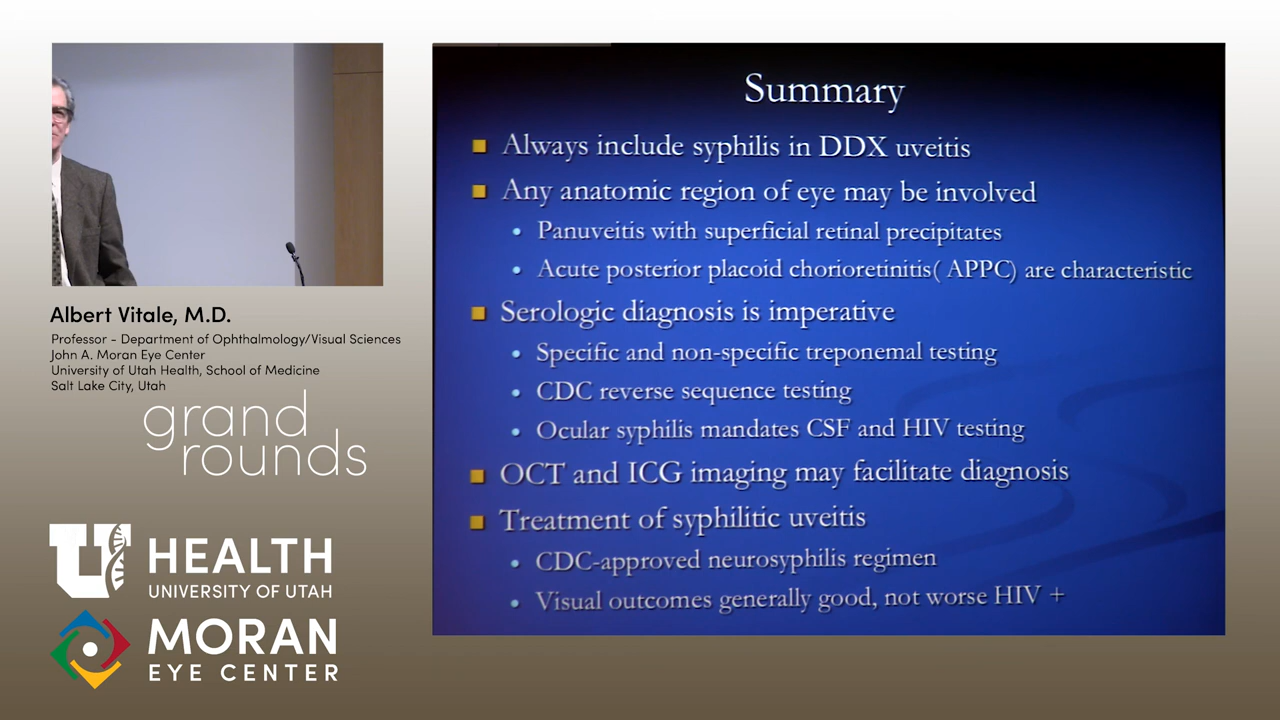 Albert Vitale, M.D.
Professor - Department of Ophthalmology/Visual Sciences
John A. Moran Eye Center
University of Utah Health, School of Medicine
Salt Lake City, Utah
grand
rounds
U HEALTH
UNIVERSITY OF UTAH
MORAN
EYE CENTER
Summary
Always include syphilis in DDX uveitis
Any anatomic region of eye may be involved
Panuveitis with superficial retinal precipitates
Acute posterior placoid chorioretinitis( APPC) are characteristic
Serologic diagnosis is imperative
Specific and non-specific treponemal testing
CDC reverse sequence testing
Ocular syphilis mandates CSF and HIV testing
OCT and ICG imaging may facilitate diagnosis
Treatment of syphilitic uveitis
CDC-approved neurosyphilis regimen
Visual outcomes generally good, not worse HIV +